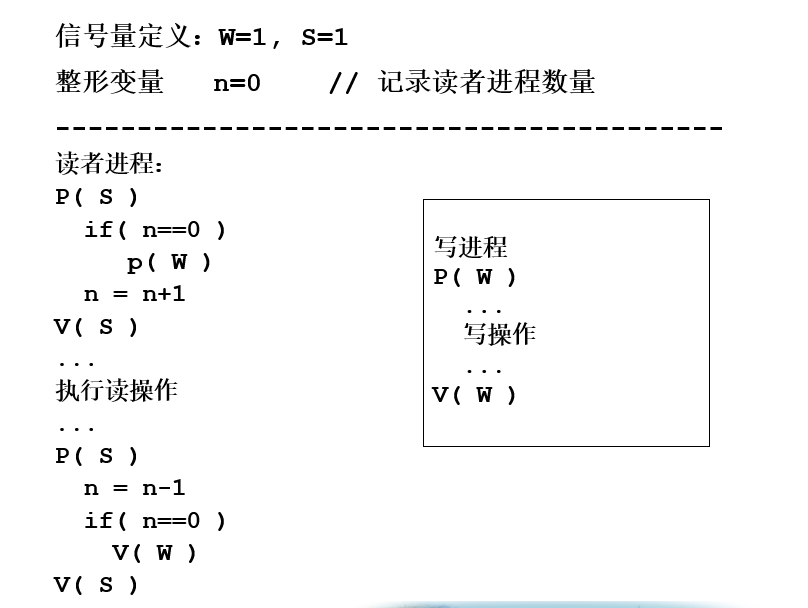 信号量定义：W=1, S=1
整形变量 n=0 // 记录读者进程数量
-----------------------------------------
读者进程：
P( S )
if( n==0 )
p( W )
n = n+1
V( S )
...
执行读操作
...
P( S )
n = n-1
if( n==0 )
V( W )
V( S )
写进程
P( W )
...
写操作
...
V( W )